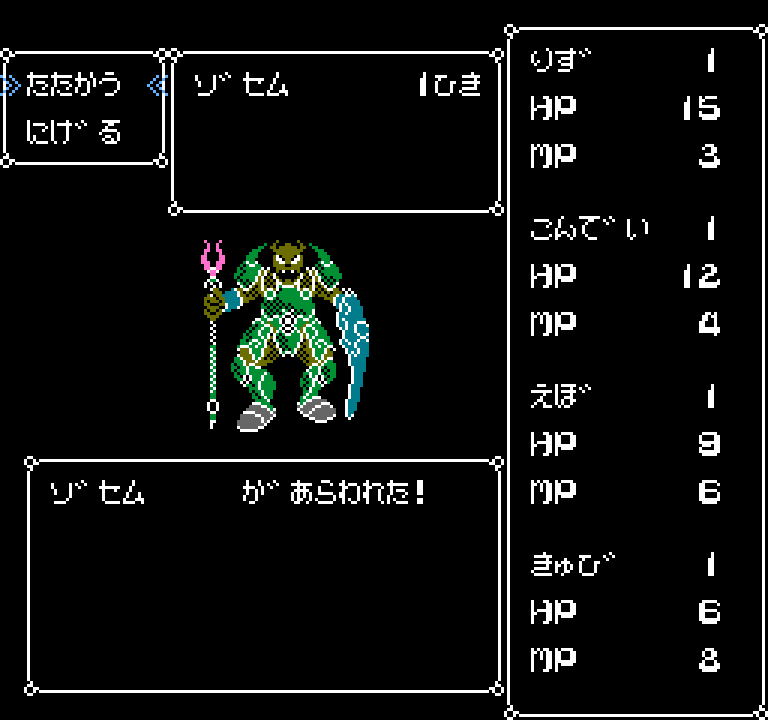 たたかう
にげる
ゾセム 1ひき
ゾセム があらわれた!
りず 1
HP 15
MP 3
こんでい 1
HP 12
MP 4
えぼ 1
HP 9
MP 6
きゅび 1
HP 6
MP 8